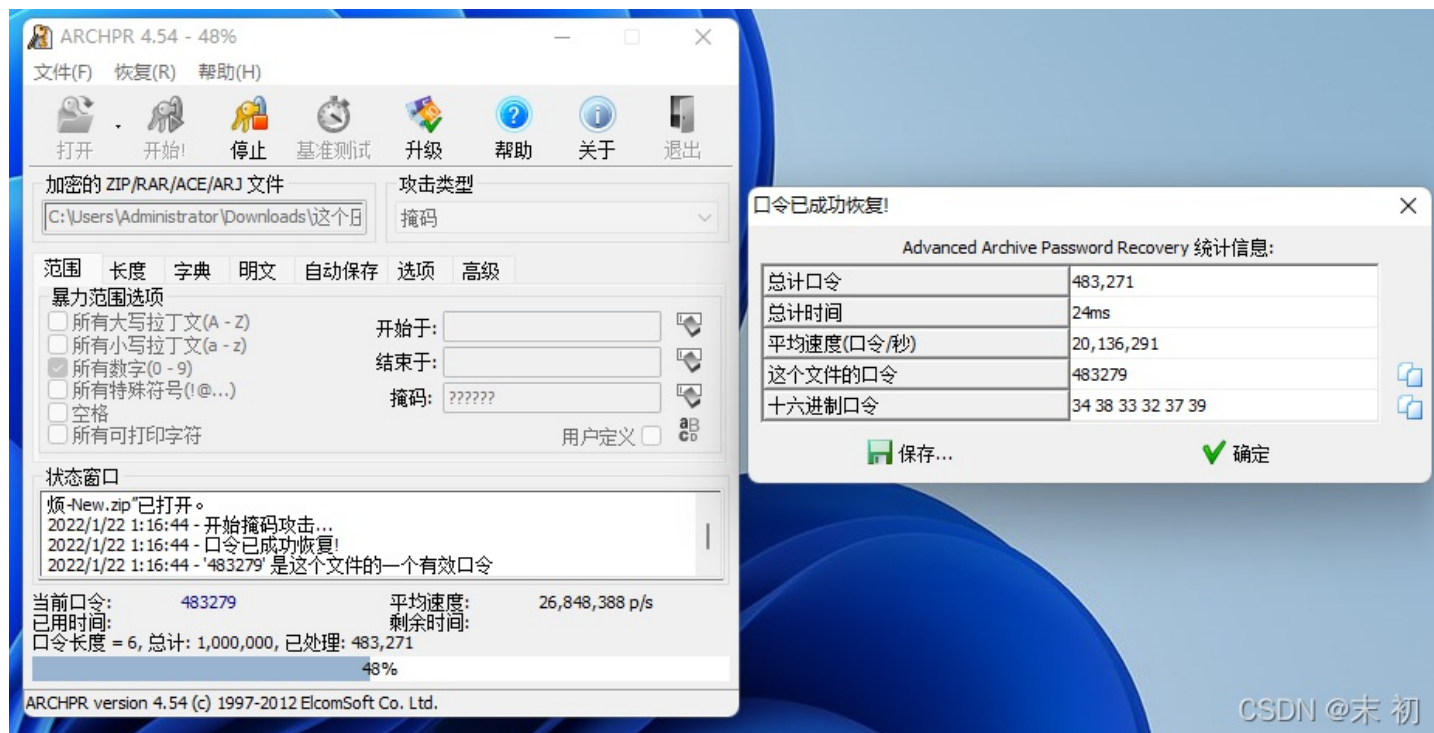 ARCHPR 4.54 - 48%
文件(F) 恢复(R) 帮助(H)
打开 开始! 停止 基准测试 升级 帮助 关于 退出
加密的 ZIP/RAR/ACE/ARJ 文件
攻击类型
C:\Users\Administrator\Downloads\这个压
掩码
范围 长度 字典 明文 自动保存 选项 高级
暴力范围选项
所有大写拉丁文(A - Z)
所有小写拉丁文(a - z)
所有数字(0 - 9)
所有特殊符号(!@...)
空格
所有可打印字符
开始于:
结束于:
掩码: ??????
用户定义
状态窗口
烦-New.zip"已打开。
2022/1/22 1:16:44 - 开始掩码攻击...
2022/1/22 1:16:44 - 口令已成功恢复!
2022/1/22 1:16:44 - '483279' 是这个文件的一个有效口令
当前口令: 483279 平均速度: 26,848,388 p/s
已用时间: 剩余时间:
口令长度 = 6, 总计: 1,000,000, 已处理: 483,271
48%
ARCHPR version 4.54 (c) 1997-2012 ElcomSoft Co. Ltd.
口令已成功恢复!
Advanced Archive Password Recovery 统计信息:
总计口令 483,271
总计时间 24ms
平均速度(口令/秒) 20,136,291
这个文件的口令 483279
十六进制口令 34 38 33 32 37 39
保存... 确定
CSDN @末 初